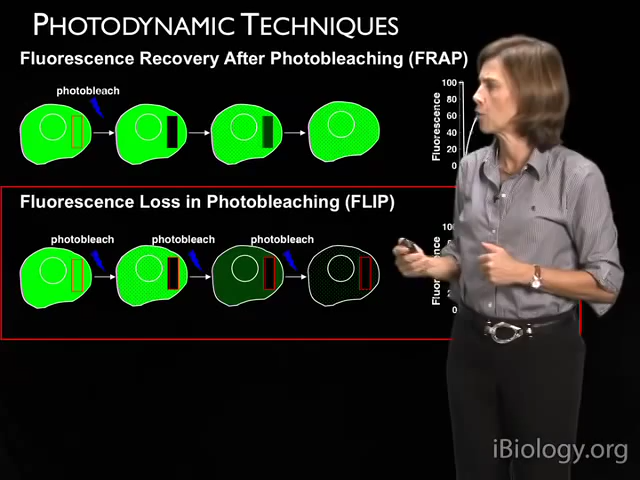 PHOTODYNAMIC TECHNIQUES
Fluorescence Recovery After Photobleaching (FRAP)
photobleach
Fluorescence
100
80
60
40
20
0
Fluorescence Loss in Photobleaching (FLIP)
photobleach photobleach photobleach
0
iBiology.org